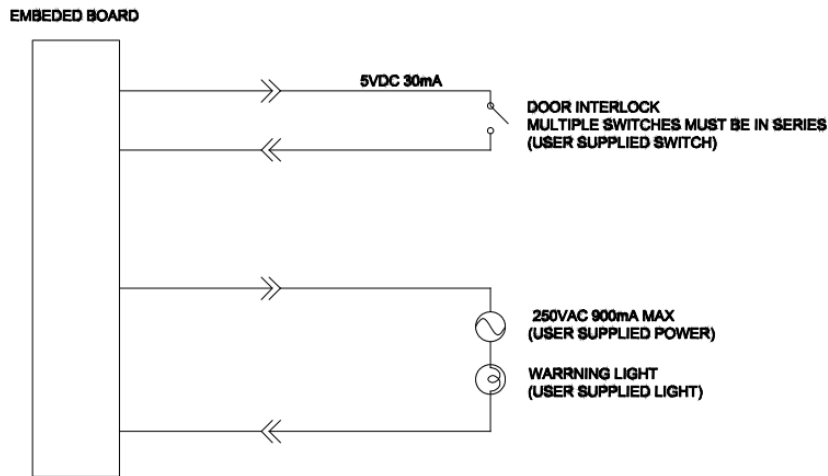 EMBEDED BOARD
5VDC 30mA
DOOR INTERLOCK
MULTIPLE SWITCHES MUST BE IN SERIES
(USER SUPPLIED SWITCH)
250VAC 900mA MAX
(USER SUPPLIED POWER)
WARRNING LIGHT
(USER SUPPLIED LIGHT)